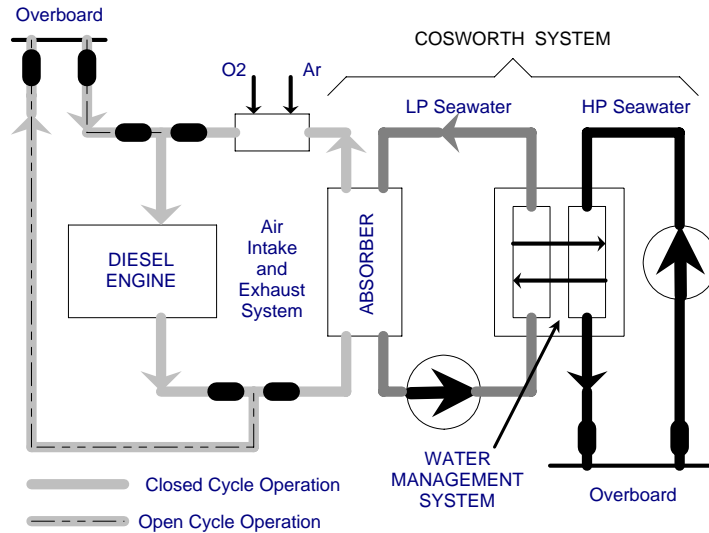 Overboard
COSWORTH SYSTEM
O2
Ar
LP Seawater
HP Seawater
DIESEL
ENGINE
Air
Intake
and
Exhaust
System
ABSORBER
WATER
MANAGEMENT
SYSTEM
Overboard
Closed Cycle Operation
Open Cycle Operation